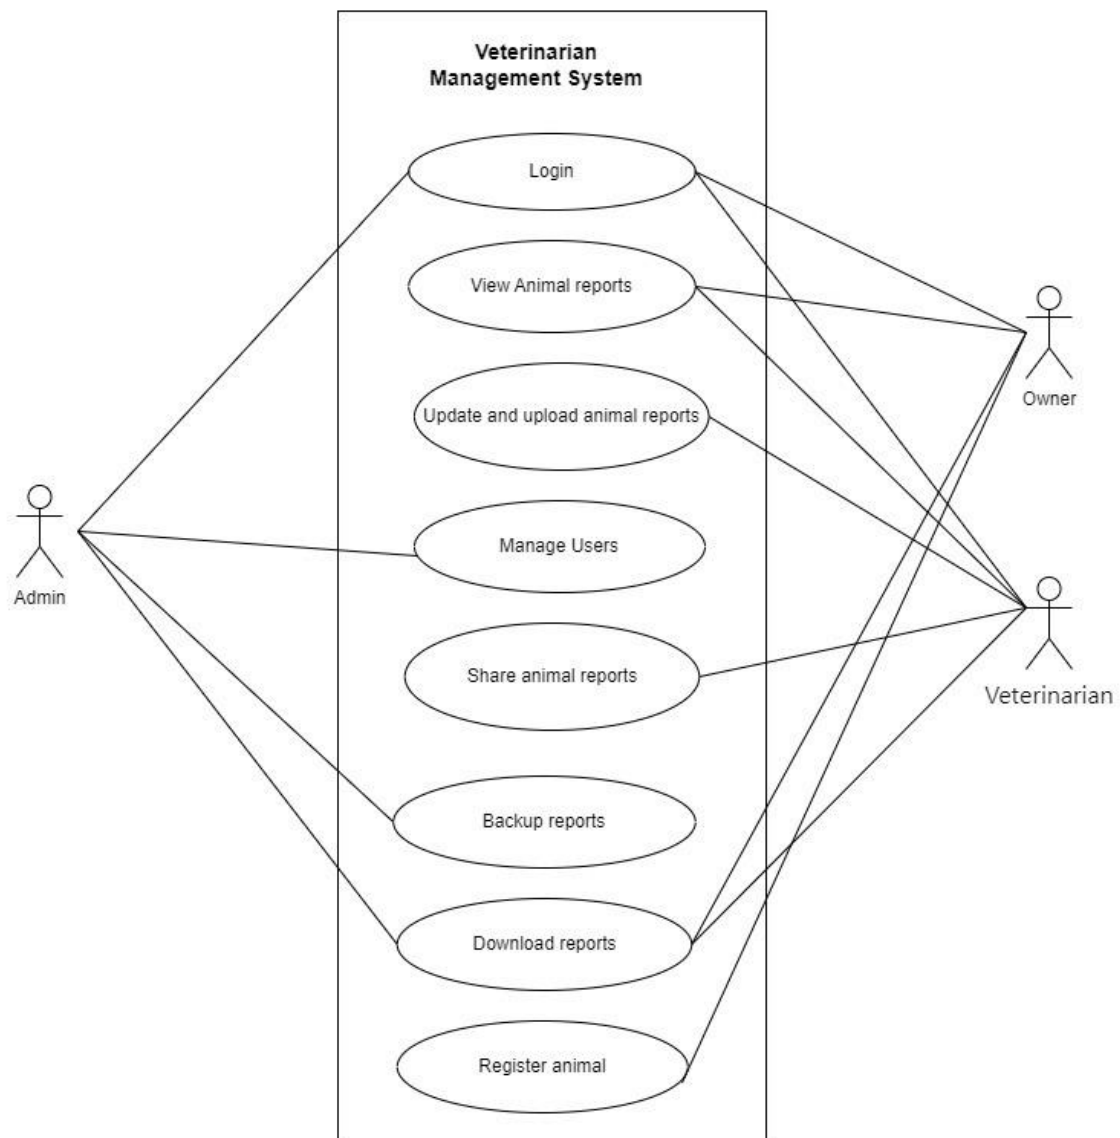 Veterinarian
Management System
Login
View Animal reports
Owner
Update and upload animal reports
Admin
Manage Users
Share animal reports
Veterinarian
Backup reports
Download reports
Register animal